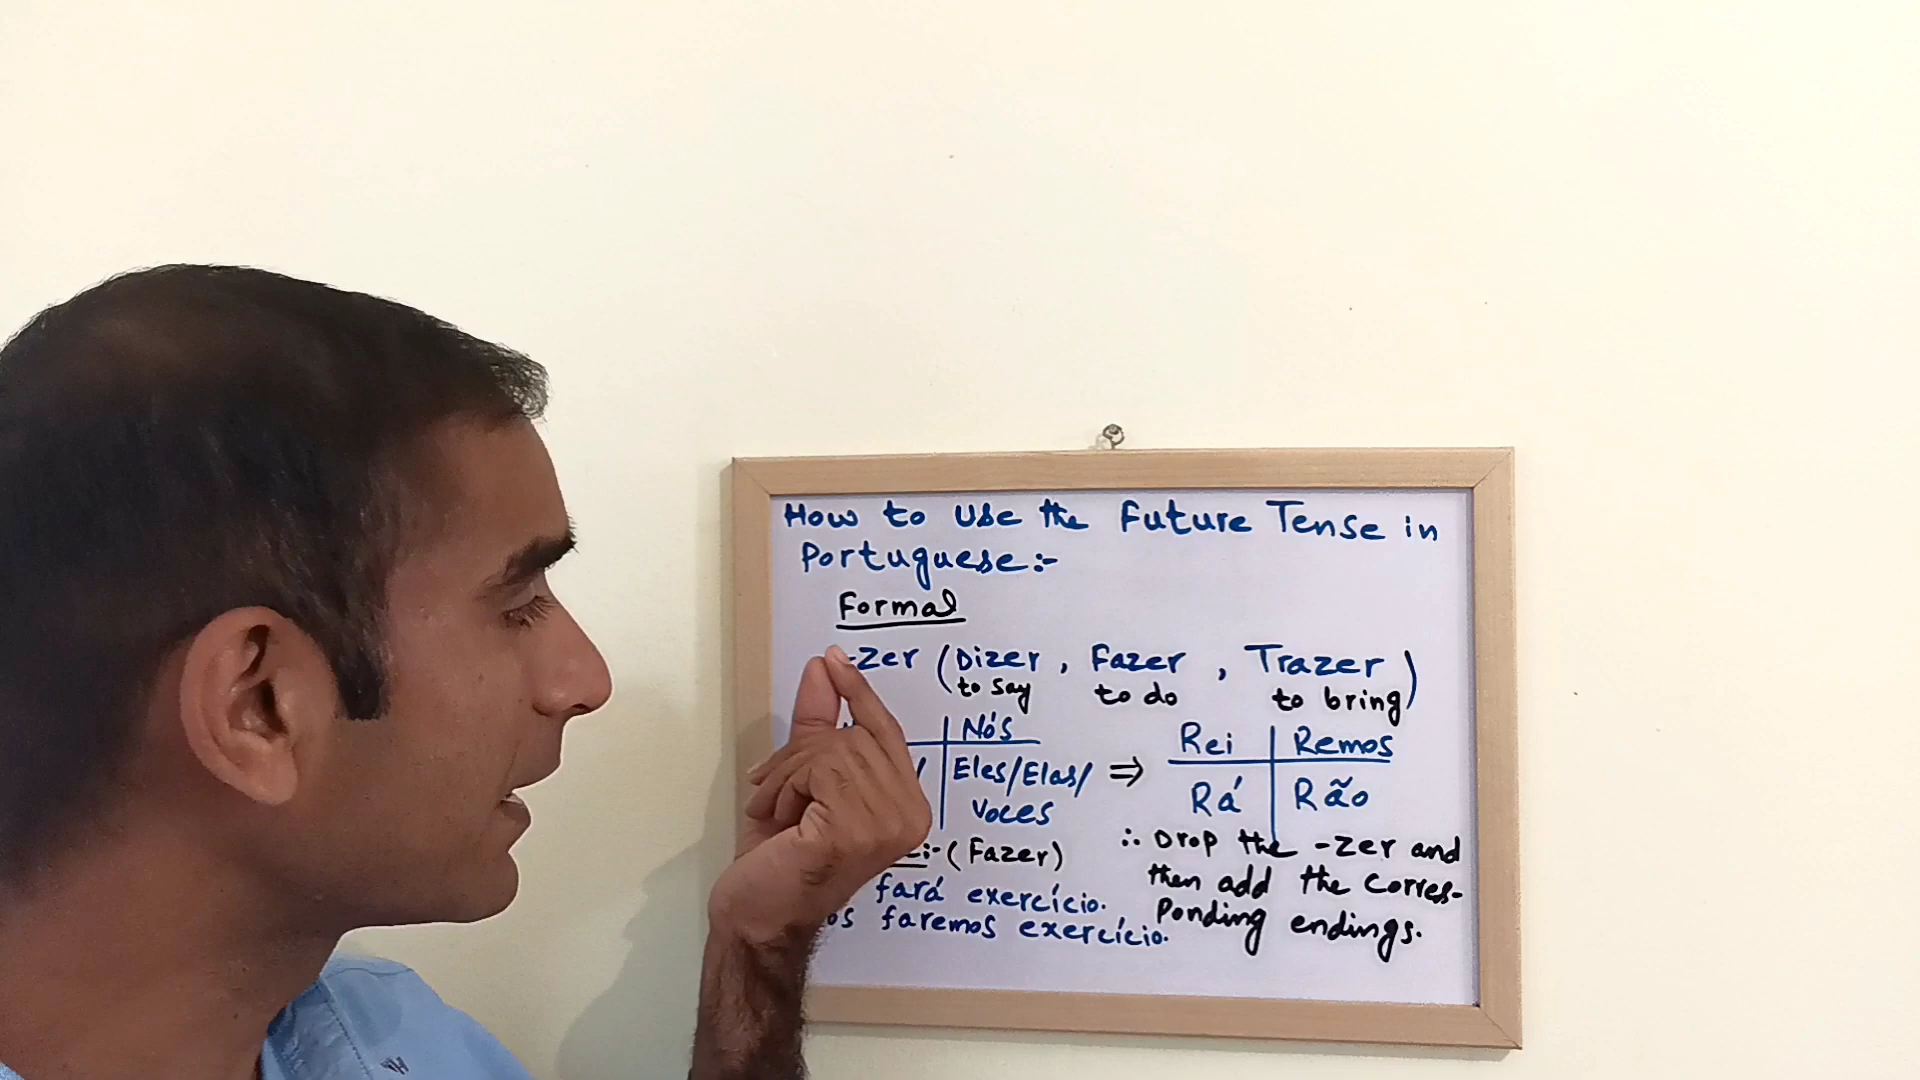 How to Use the Future Tense in
Portuguese:-
Formal
-Zer (Dizer, Fazer, Trazer)
to say to do to bring
Nós
Eles/Elas/
Voces
⇒
Rei Remos
Rá Rão
(Fazer)
fará exercício.
faremos exercício.
∴ Drop the -Zer and
then add the corres-
Ponding endings.